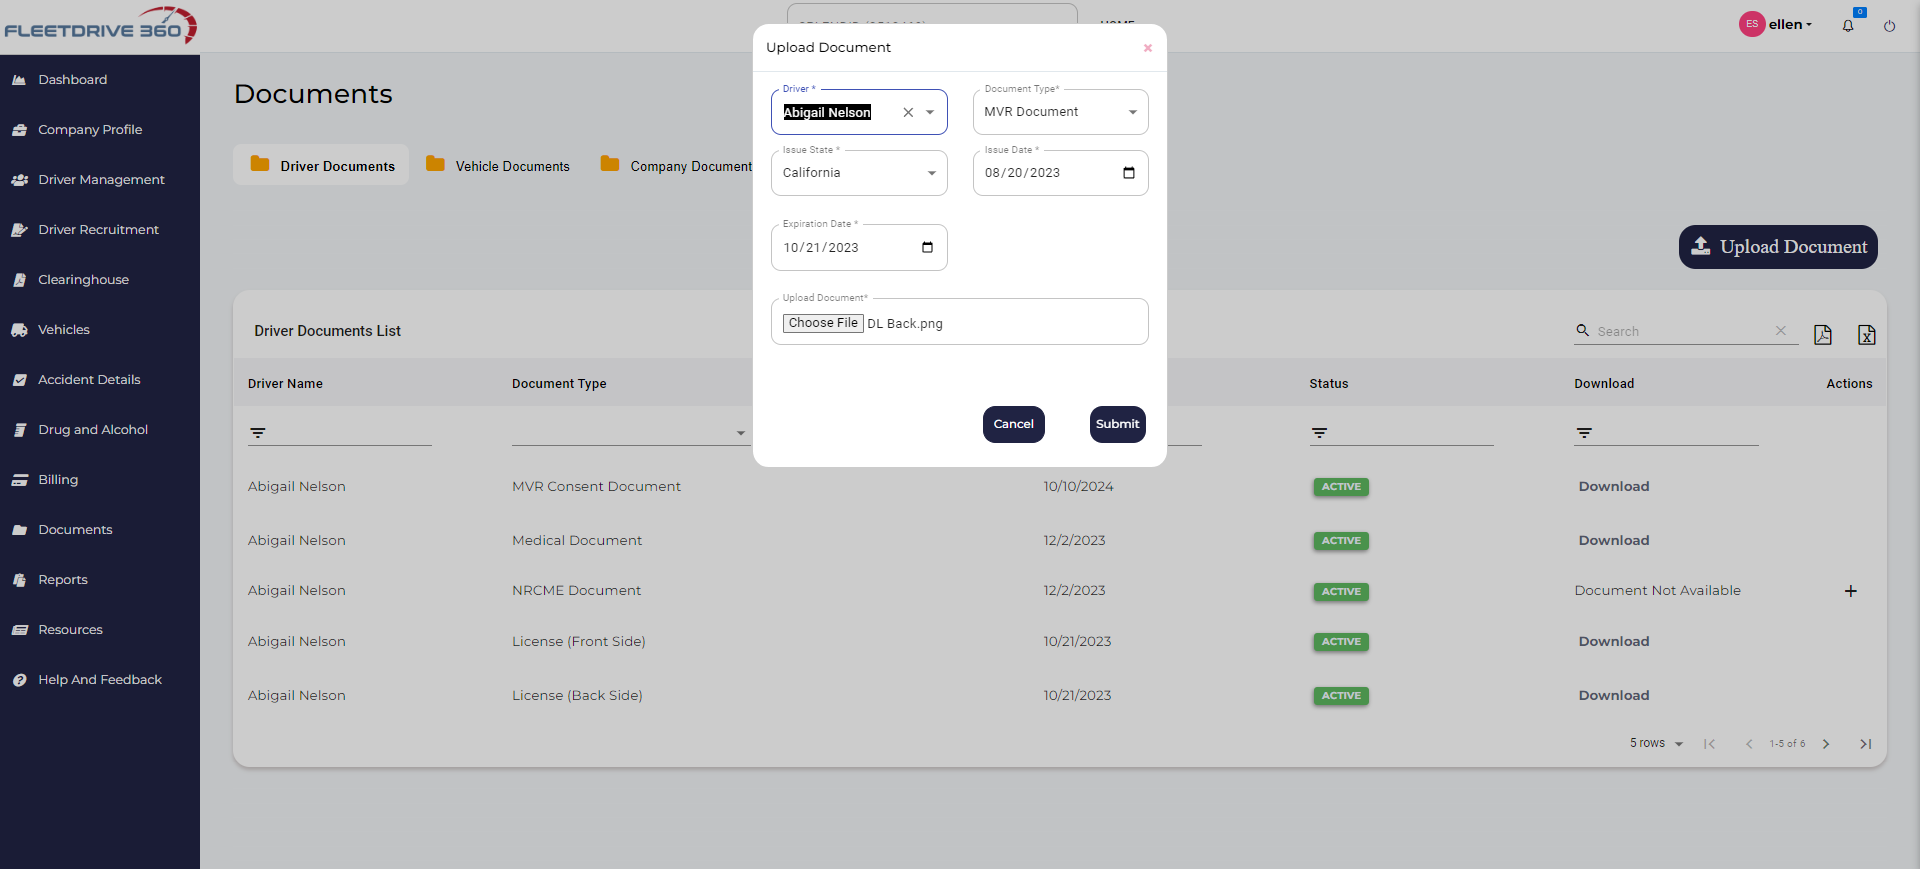 FLEETDRIVE 360
HOME
ES ellen
0
Dashboard
Company Profile
Driver Management
Driver Recruitment
Clearinghouse
Vehicles
Accident Details
Drug and Alcohol
Billing
Documents
Reports
Resources
Help And Feedback
Documents
Driver Documents
Vehicle Documents
Company Document
Upload Document
Upload Document
×
Driver *
Abigail Nelson
Document Type*
MVR Document
Issue State *
California
Issue Date *
08/20/2023
Expiration Date *
10/21/2023
Upload Document*
Choose File DL Back.png
Cancel
Submit
Driver Documents List
Search
Driver Name Document Type Status Download Actions
Abigail Nelson MVR Consent Document 10/10/2024 ACTIVE Download
Abigail Nelson Medical Document 12/2/2023 ACTIVE Download
Abigail Nelson NRCME Document 12/2/2023 ACTIVE Document Not Available +
Abigail Nelson License (Front Side) 10/21/2023 ACTIVE Download
Abigail Nelson License (Back Side) 10/21/2023 ACTIVE Download
5 rows 1-5 of 6